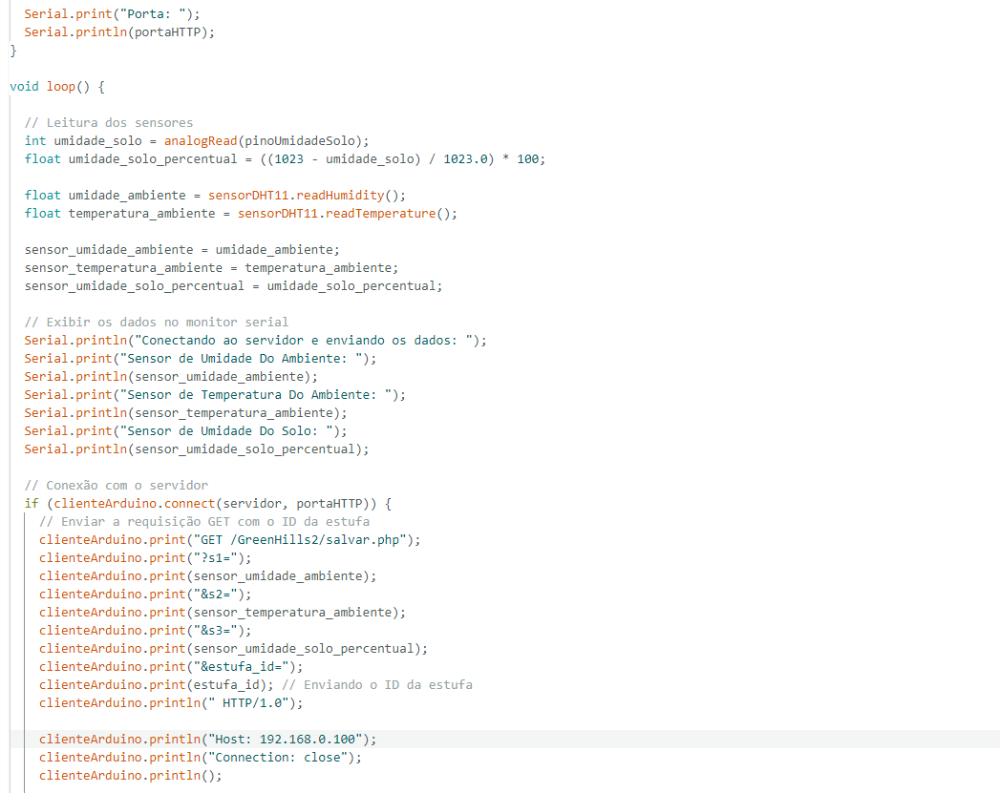 Serial.print("Porta: ");
Serial.println(portaHTTP);
}
void loop() {
// Leitura dos sensores
int umidade_solo = analogRead(pinoUmidadeSolo);
float umidade_solo_percentual = ((1023 - umidade_solo) / 1023.0) * 100;
float umidade_ambiente = sensorDHT11.readHumidity();
float temperatura_ambiente = sensorDHT11.readTemperature();
sensor_umidade_ambiente = umidade_ambiente;
sensor_temperatura_ambiente = temperatura_ambiente;
sensor_umidade_solo_percentual = umidade_solo_percentual;
// Exibir os dados no monitor serial
Serial.println("Conectando ao servidor e enviando os dados: ");
Serial.print("Sensor de Umidade Do Ambiente: ");
Serial.println(sensor_umidade_ambiente);
Serial.print("Sensor de Temperatura Do Ambiente: ");
Serial.println(sensor_temperatura_ambiente);
Serial.print("Sensor de Umidade Do Solo: ");
Serial.println(sensor_umidade_solo_percentual);
// Conexão com o servidor
if (clienteArduino.connect(servidor, portaHTTP)) {
// Enviar a requisição GET com o ID da estufa
clienteArduino.print("GET /GreenHills2/salvar.php");
clienteArduino.print("?s1=");
clienteArduino.print(sensor_umidade_ambiente);
clienteArduino.print("&s2=");
clienteArduino.print(sensor_temperatura_ambiente);
clienteArduino.print("&s3=");
clienteArduino.print(sensor_umidade_solo_percentual);
clienteArduino.print("&estufa_id=");
clienteArduino.print(estufa_id); // Enviando o ID da estufa
clienteArduino.println(" HTTP/1.0");
clienteArduino.println("Host: 192.168.0.100");
clienteArduino.println("Connection: close");
clienteArduino.println();